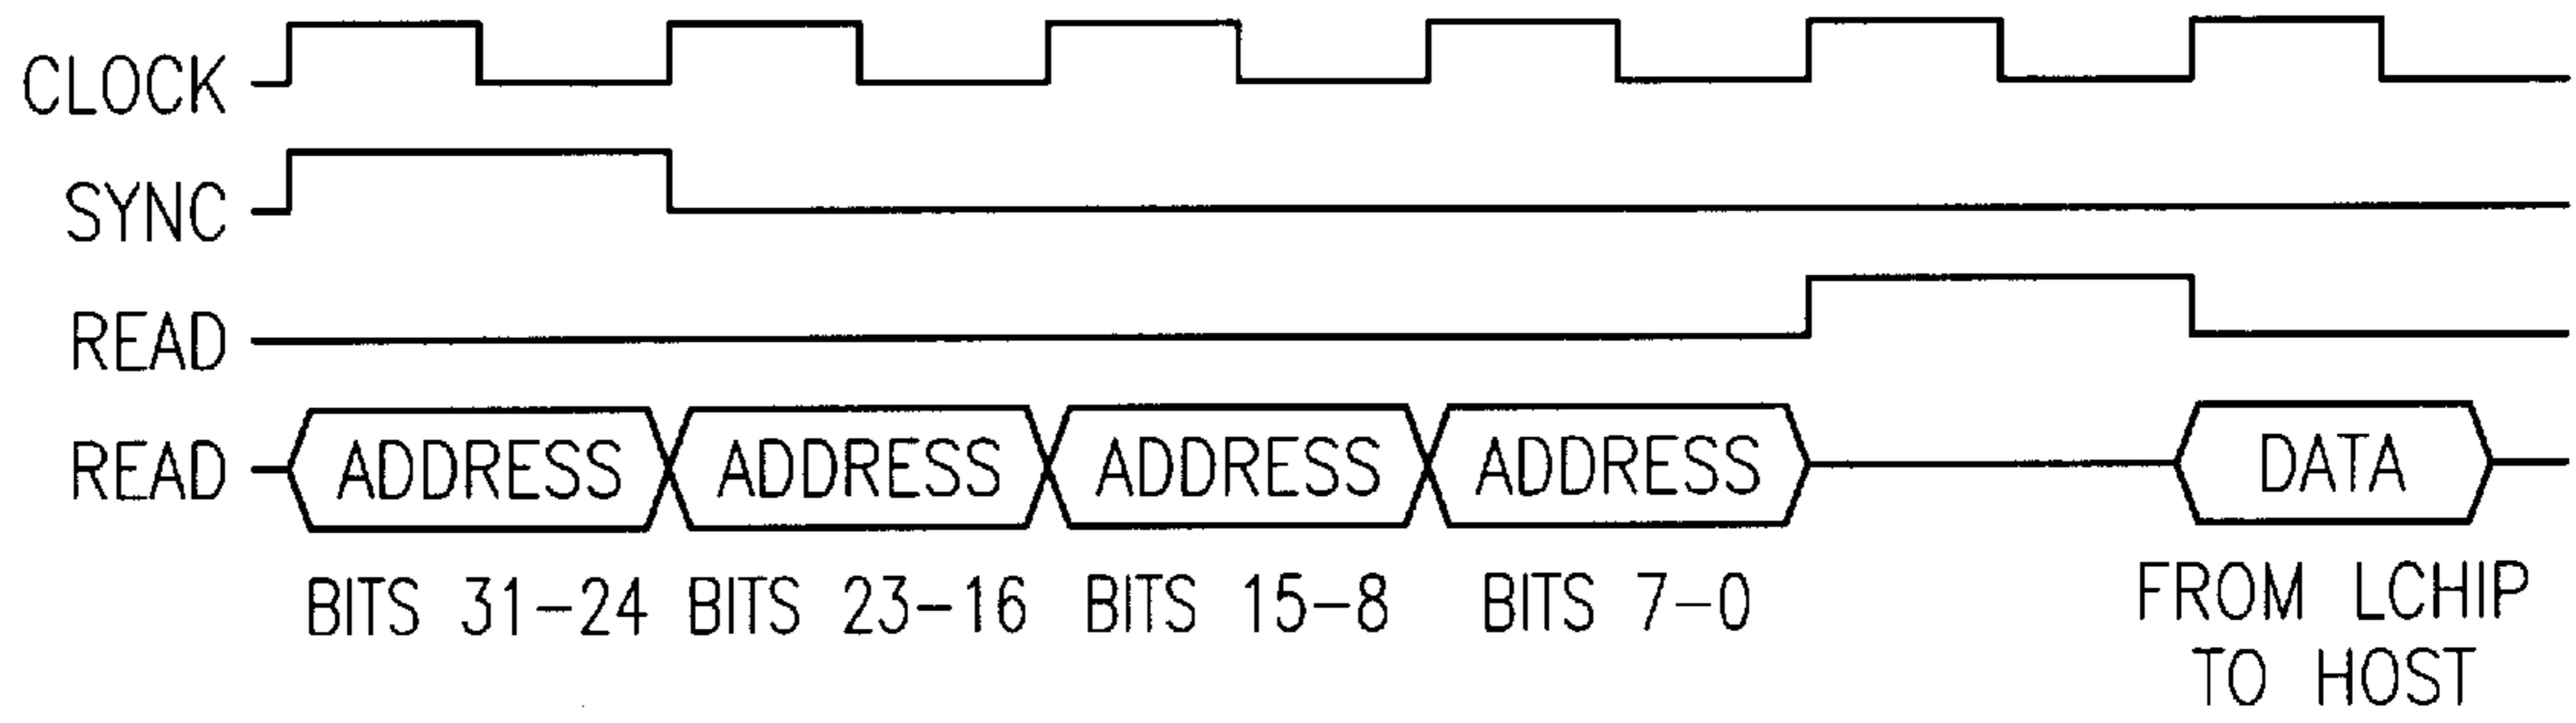 CLOCK
SYNC
READ
READ ADDRESS ADDRESS ADDRESS ADDRESS DATA
BITS 31-24 BITS 23-16 BITS 15-8 BITS 7-0 FROM LCHIP
TO HOST